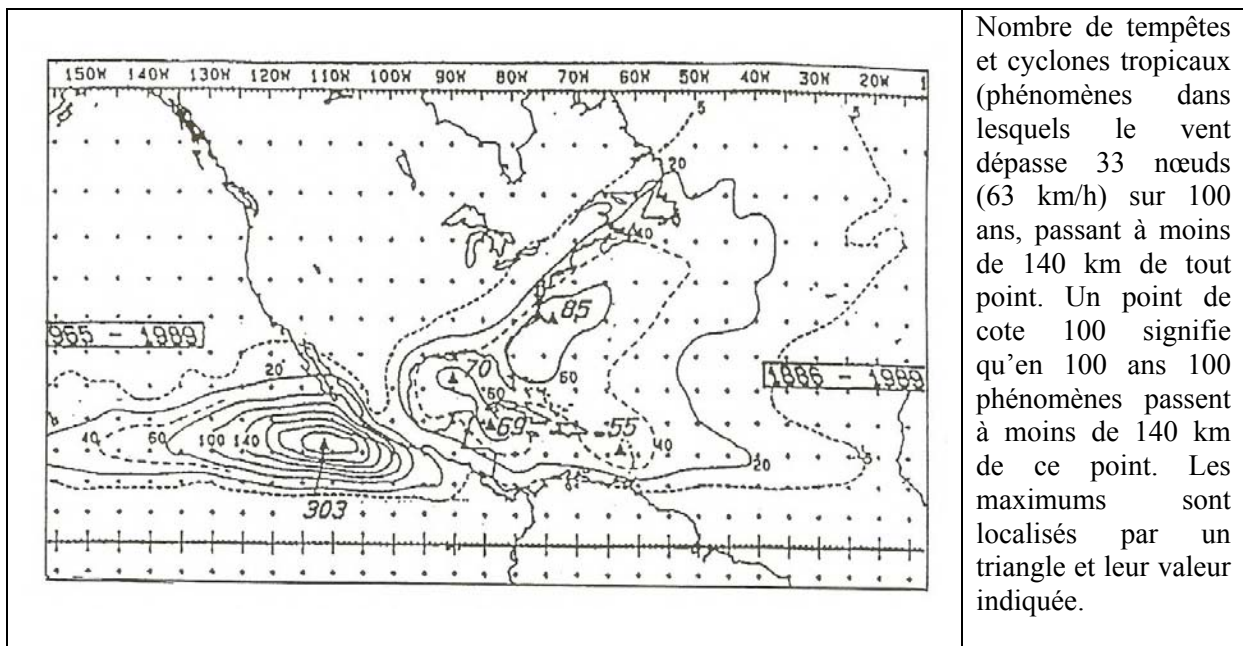 150W 140W 130W 120W 110W 100W 90W 80W 70W 60W 50W 40W 30W 20W 1
5
5
20
40
85
965 - 1989
20
70
60
60
1886 - 1989
69
55
40
60
100
140
40
20
5
303
Nombre de tempêtes
et cyclones tropicaux
(phénomènes dans
lesquels le vent
dépasse 33 nœuds
(63 km/h) sur 100
ans, passant à moins
de 140 km de tout
point. Un point de
cote 100 signifie
qu’en 100 ans 100
phénomènes passent
à moins de 140 km
de ce point. Les
maximums sont
localisés par un
triangle et leur valeur
indiquée.